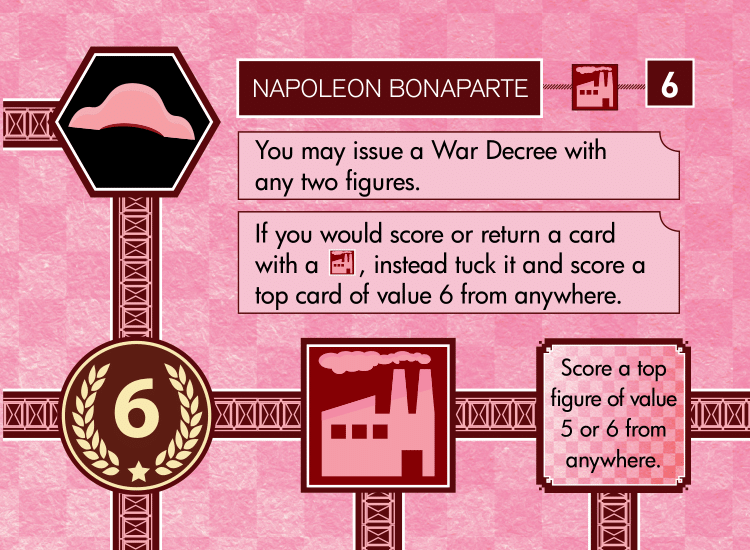 NAPOLEON BONAPARTE 6
You may issue a War Decree with
any two figures.
If you would score or return a card
with a , instead tuck it and score a
top card of value 6 from anywhere.
6
Score a top
figure of value
5 or 6 from
anywhere.